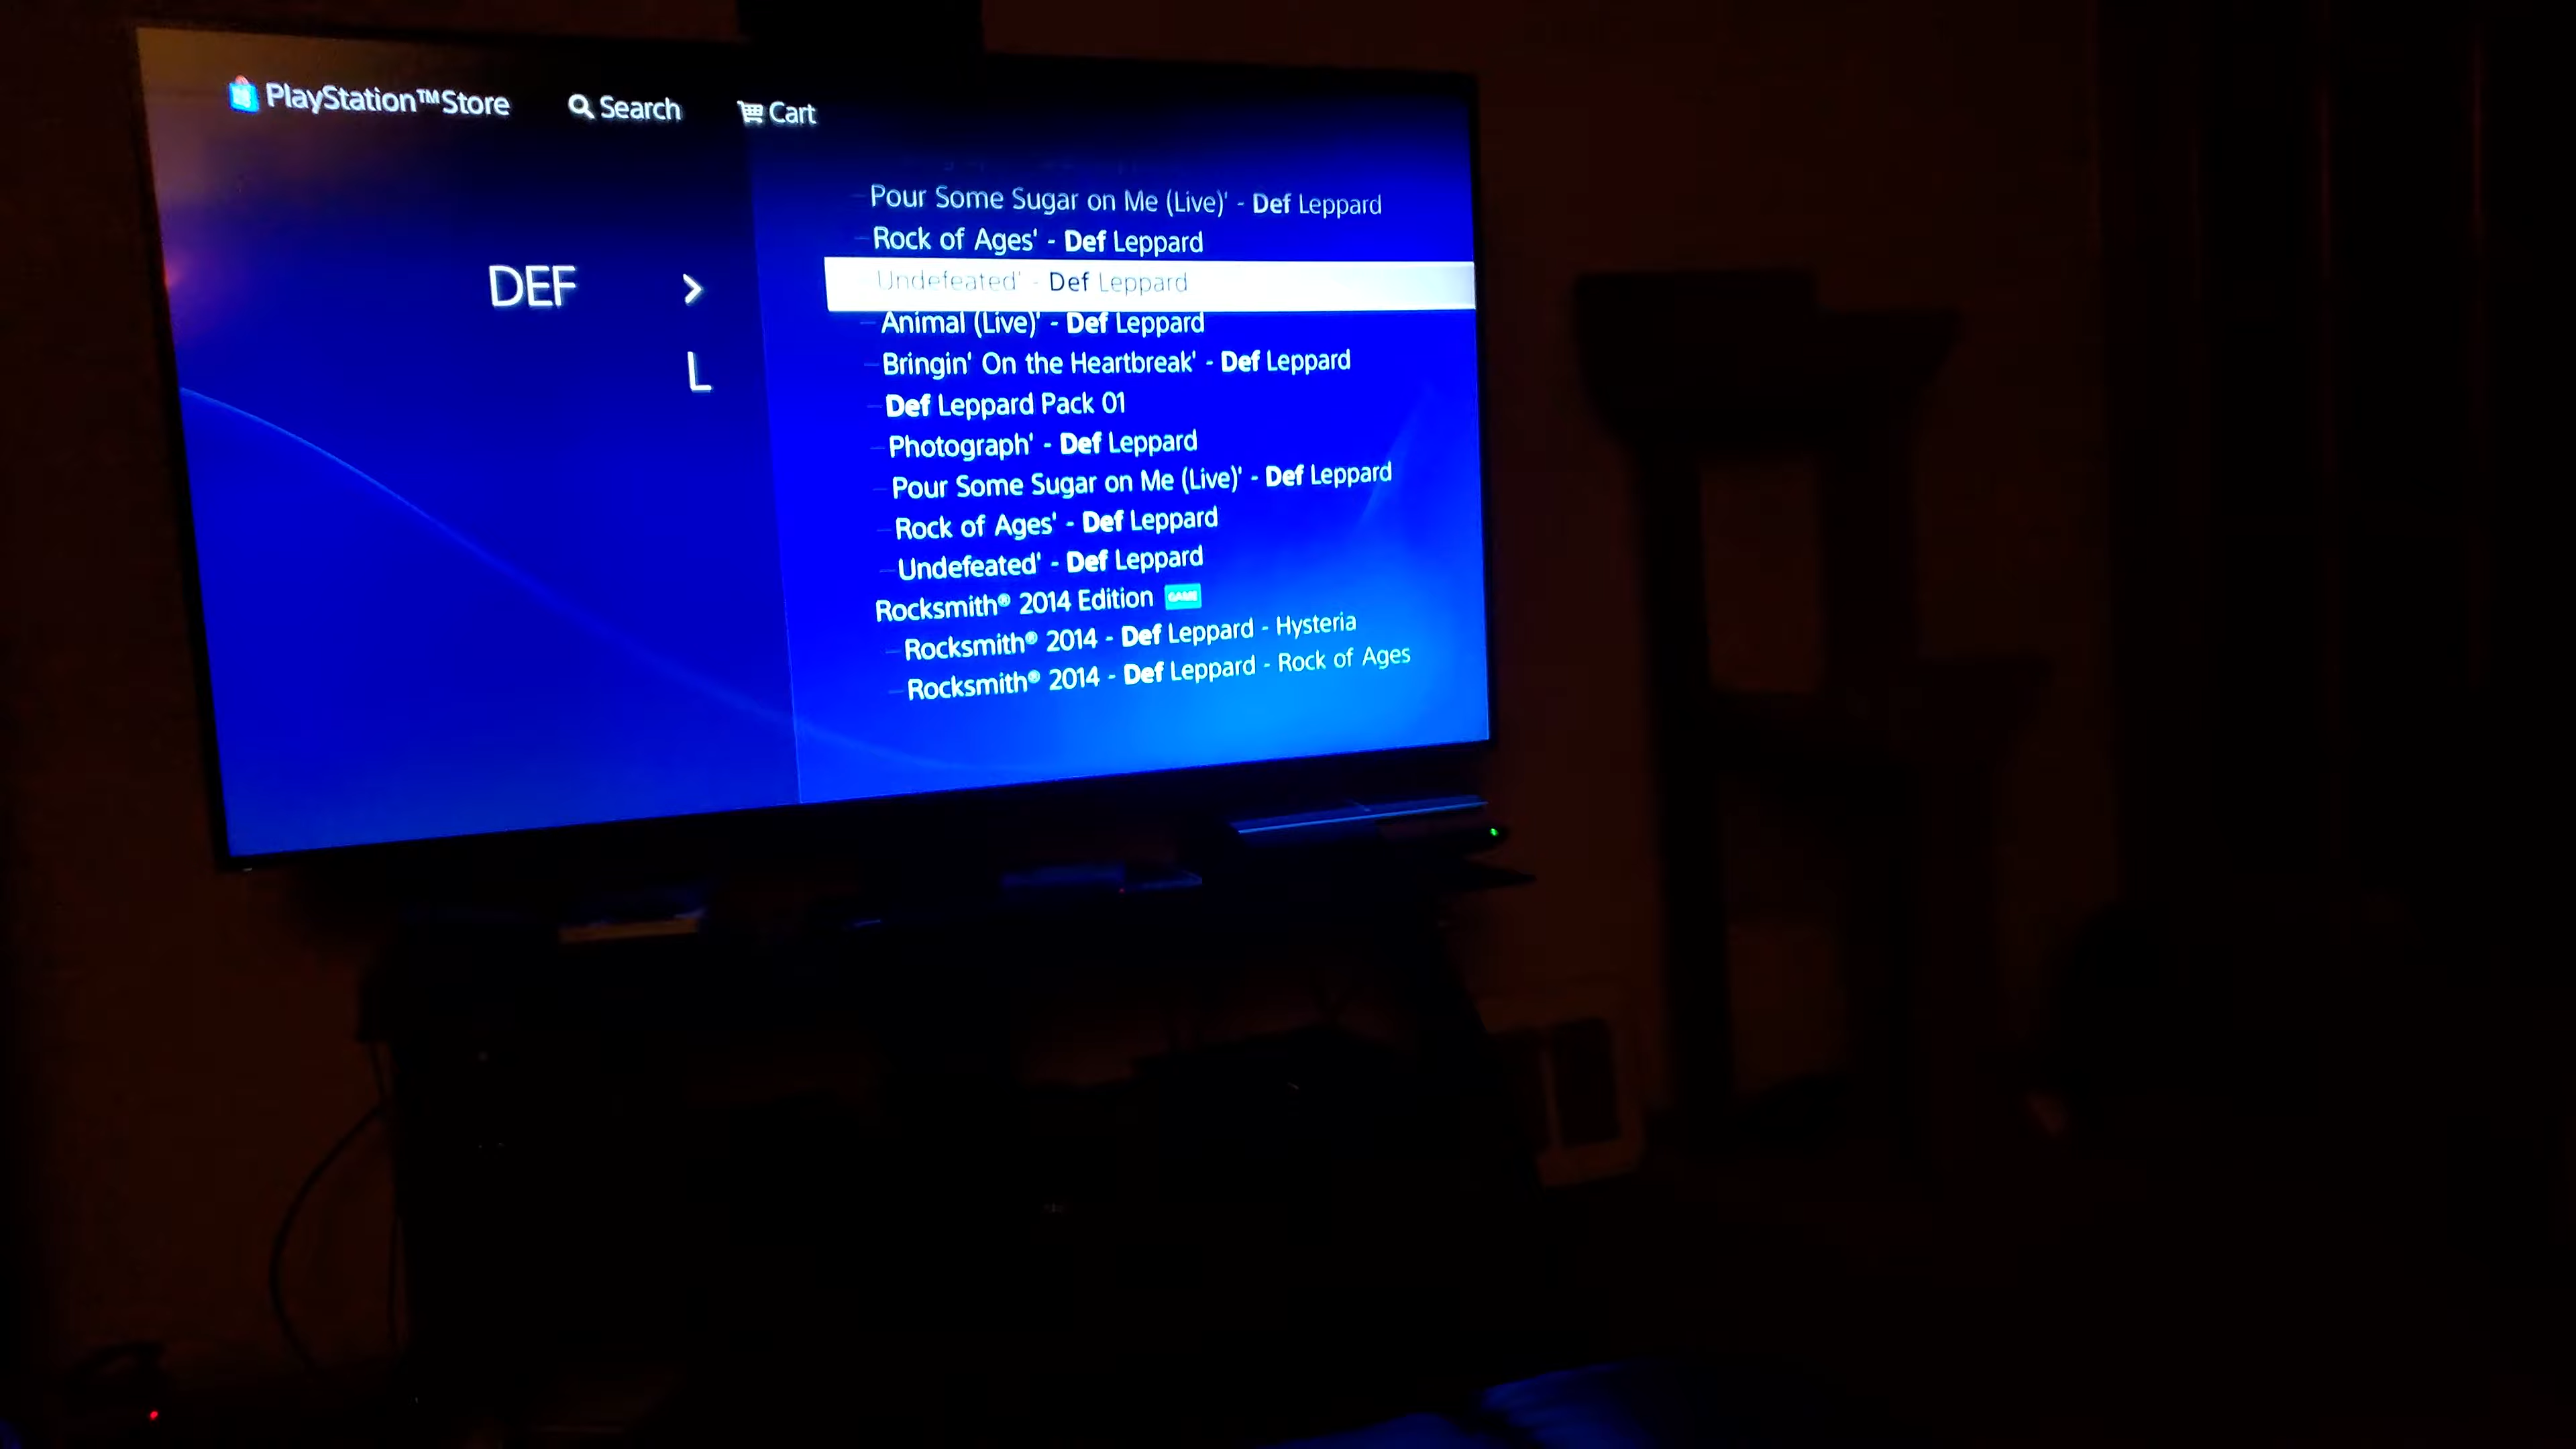 PlayStation™Store
Search
Cart
DEF
L
Pour Some Sugar on Me (Live)' - Def Leppard
Rock of Ages' - Def Leppard
Undefeated' - Def Leppard
Animal (Live)' - Def Leppard
Bringin' On the Heartbreak' - Def Leppard
Def Leppard Pack 01
Photograph' - Def Leppard
Pour Some Sugar on Me (Live)' - Def Leppard
Rock of Ages' - Def Leppard
Undefeated' - Def Leppard
Rocksmith® 2014 Edition GAME
Rocksmith® 2014 - Def Leppard - Hysteria
Rocksmith® 2014 - Def Leppard - Rock of Ages